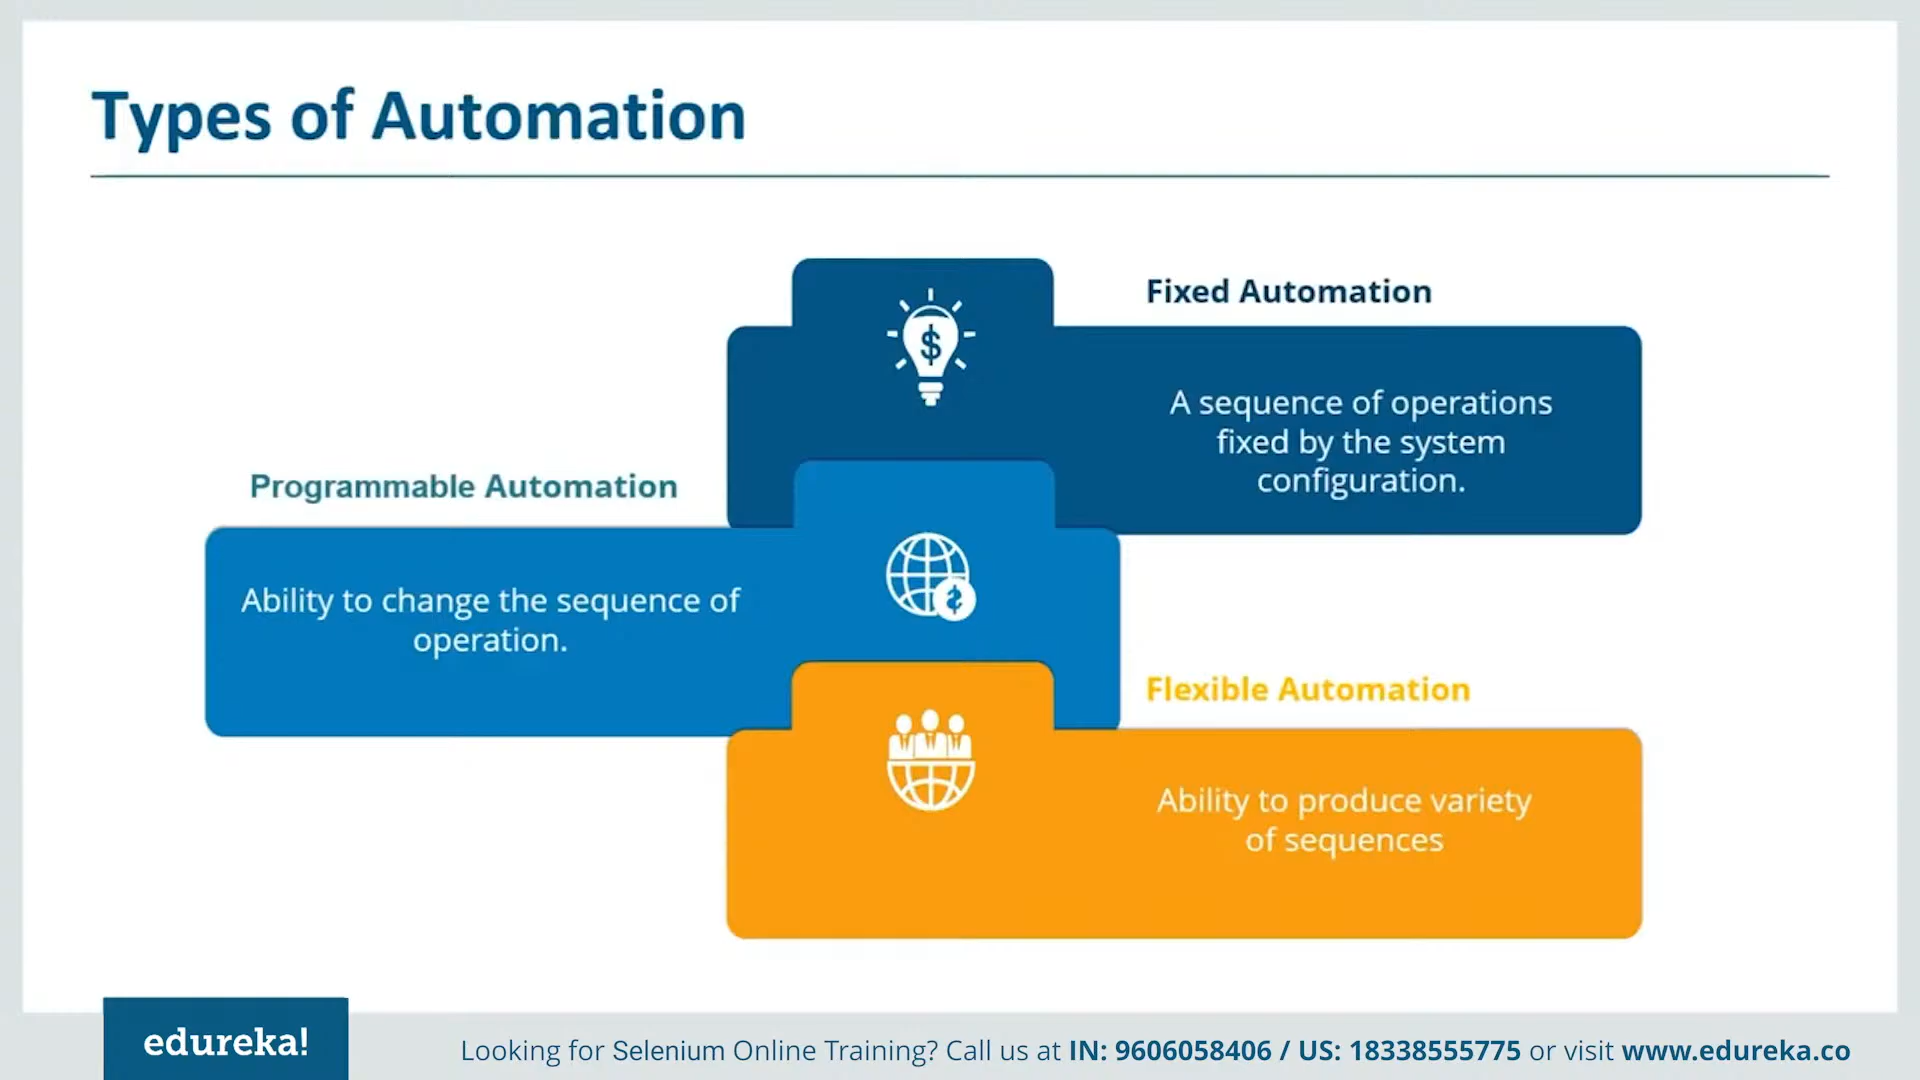 Types of Automation
Fixed Automation
A sequence of operations
fixed by the system
configuration.
Programmable Automation
Ability to change the sequence of
operation.
Flexible Automation
Ability to produce variety
of sequences
edureka!
Looking for Selenium Online Training? Call us at IN: 9606058406 / US: 18338555775 or visit www.edureka.co